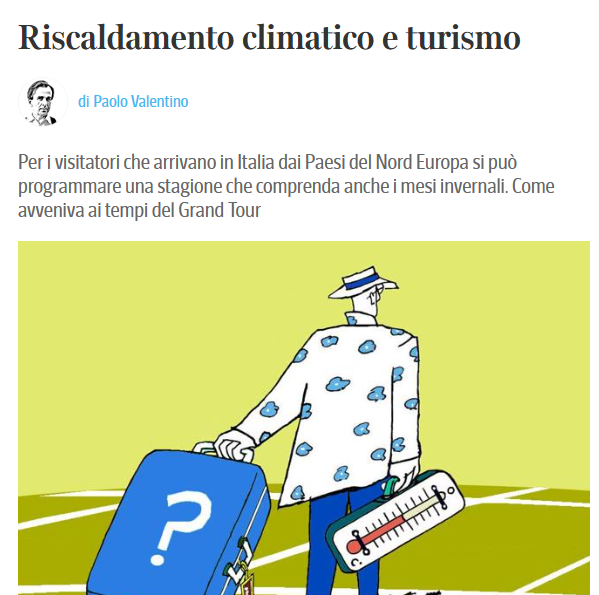 Riscaldamento climatico e turismo
di Paolo Valentino
Per i visitatori che arrivano in Italia dai Paesi del Nord Europa si può
programmare una stagione che comprenda anche i mesi invernali. Come
avveniva ai tempi del Grand Tour
?